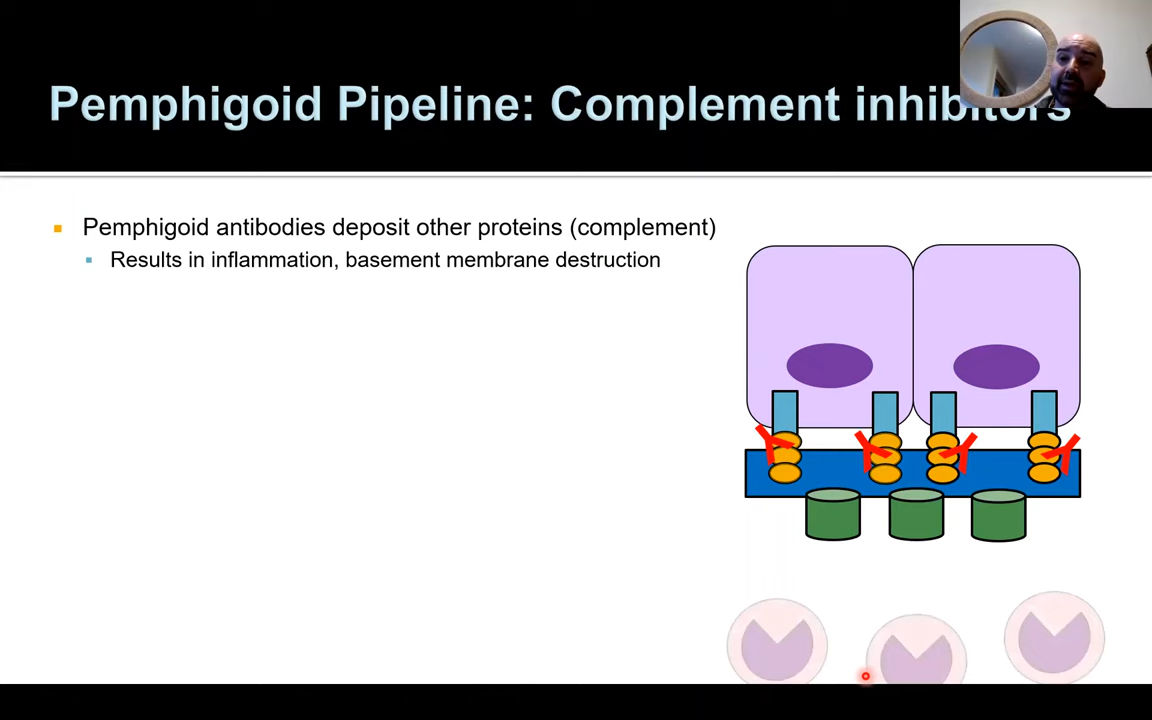 Pemphigoid Pipeline: Complement inhibitors
Pemphigoid antibodies deposit other proteins (complement)
Results in inflammation, basement membrane destruction